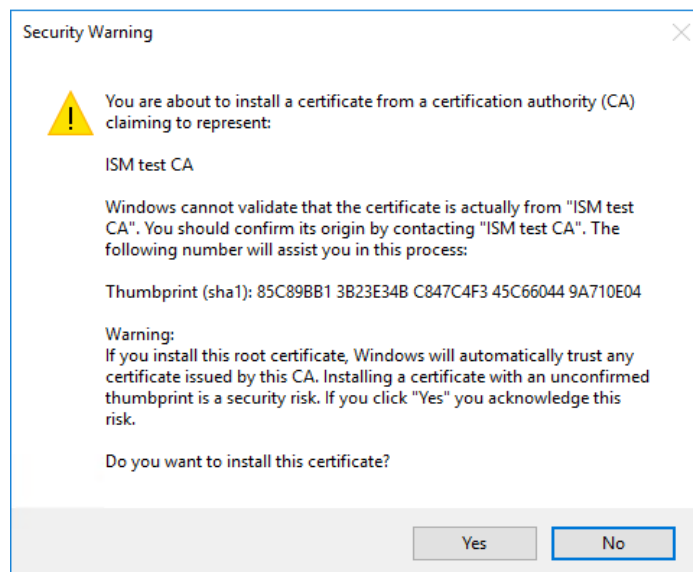 Security Warning
You are about to install a certificate from a certification authority (CA)
claiming to represent:
ISM test CA
Windows cannot validate that the certificate is actually from "ISM test
CA". You should confirm its origin by contacting "ISM test CA". The
following number will assist you in this process:
Thumbprint (sha1): 85C89BB1 3B23E34B C847C4F3 45C66044 9A710E04
Warning:
If you install this root certificate, Windows will automatically trust any
certificate issued by this CA. Installing a certificate with an unconfirmed
thumbprint is a security risk. If you click "Yes" you acknowledge this
risk.
Do you want to install this certificate?
Yes
No